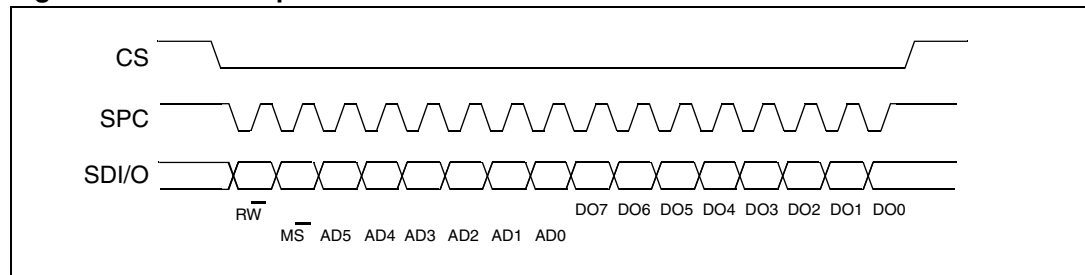 CS
SPC
SDI/O
RW
DO7 DO6 DO5 DO4 DO3 DO2 DO1 DO0
MS AD5 AD4 AD3 AD2 AD1 AD0